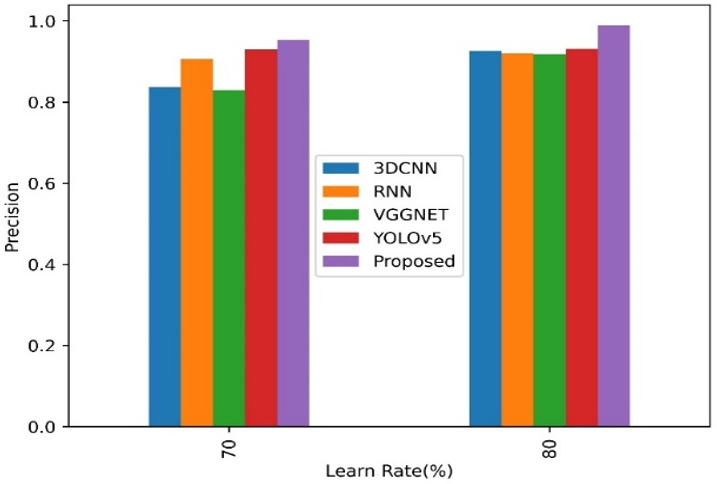 1.0
0.8
0.6
0.4
0.2
0.0
Precision
3DCNN
RNN
VGGNET
YOLOv5
Proposed
70
80
Learn Rate(%)